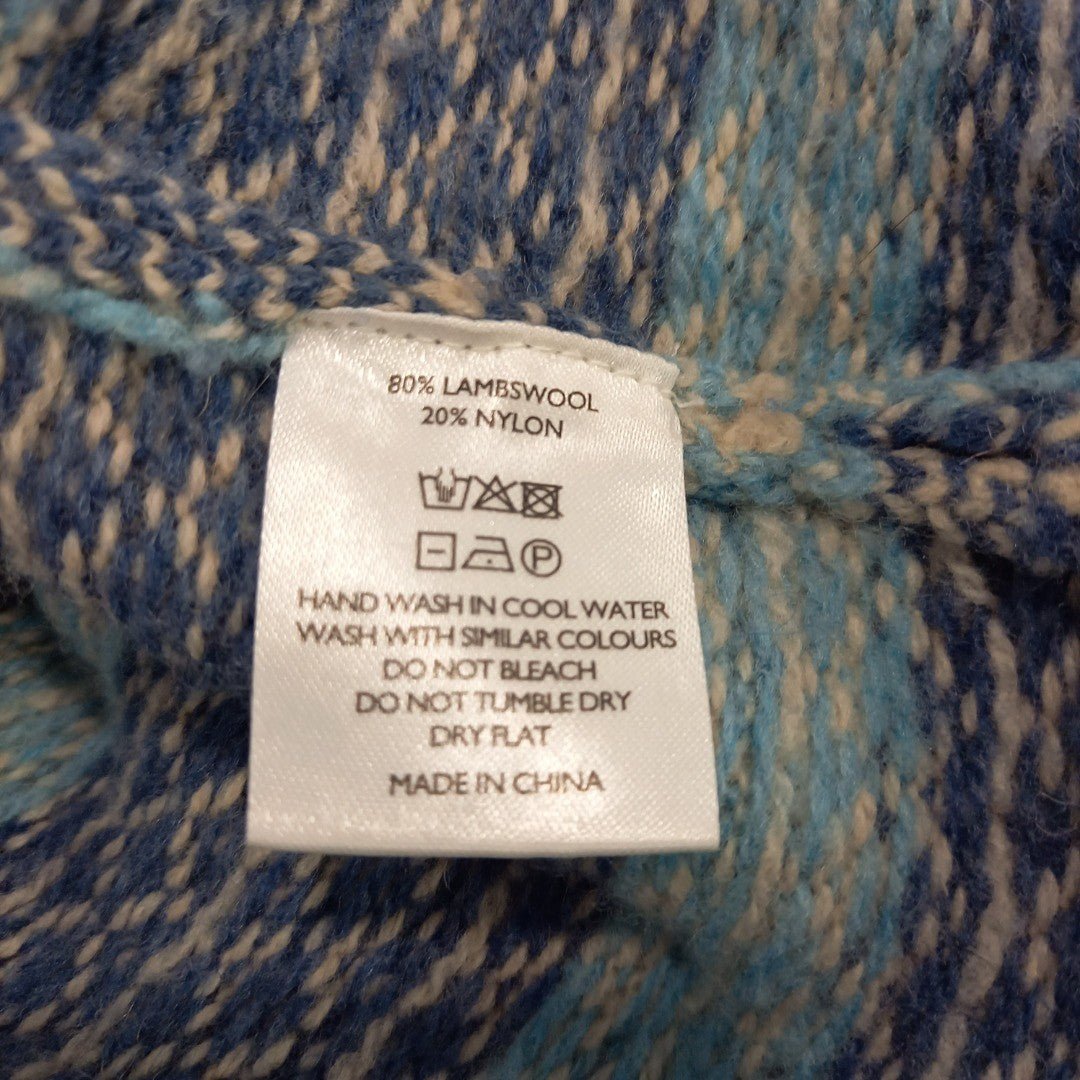 80% LAMBSWOOL
20% NYLON
P
HAND WASH IN COOL WATER
WASH WITH SIMILAR COLOURS
DO NOT BLEACH
DO NOT TUMBLE DRY
DRY FLAT
MADE IN CHINA